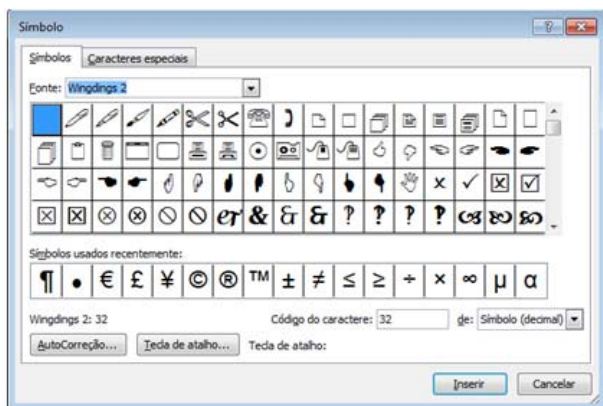 Símbolo
Símbolos Caracteres especiais
Fonte: Wingdings 2
Símbolos usados recentemente:
¶ • € £ ¥ © ® ™ ± ≠ ≤ ≥ ÷ × ∞ µ α
Wingdings 2: 32 Código do caractere: 32 de: Símbolo (decimal)
AutoCorreção... Tecla de atalho... Tecla de atalho:
Inserir Cancelar